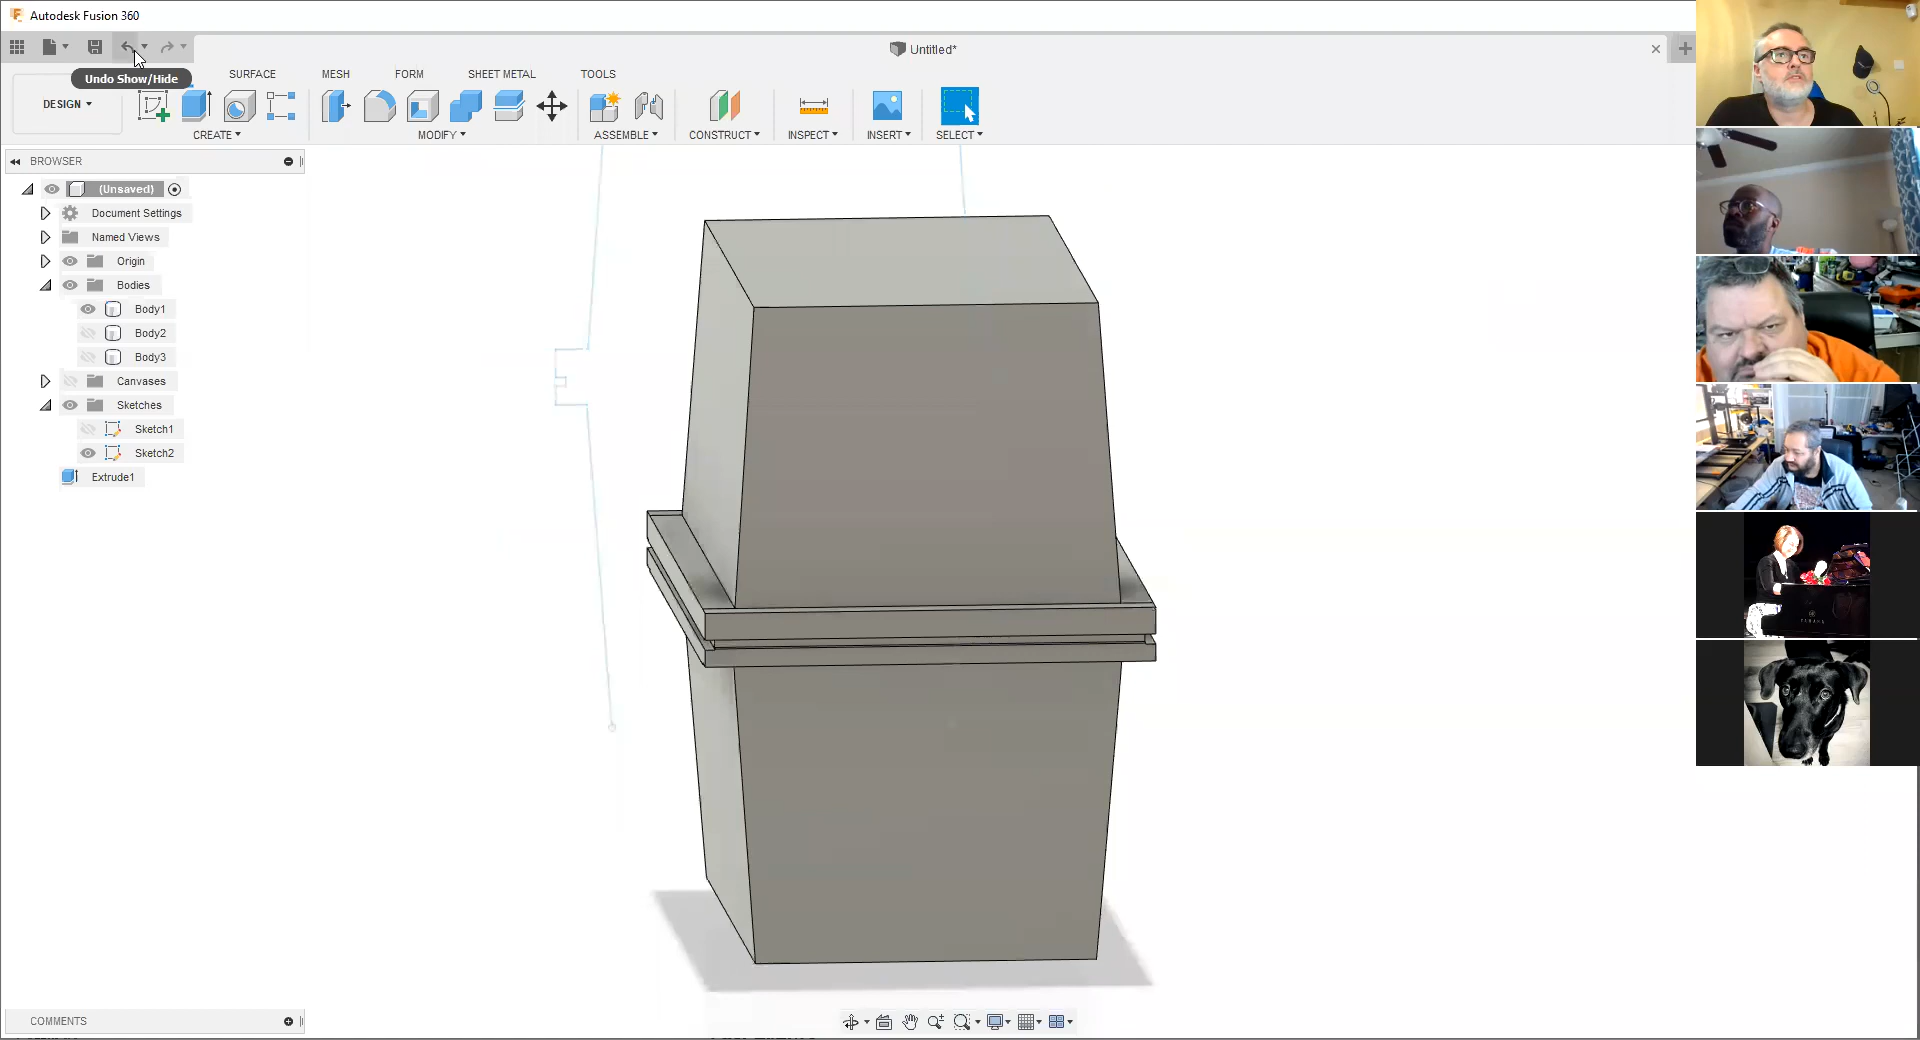 Autodesk Fusion 360
Untitled*
Undo Show/Hide
SURFACE MESH FORM SHEET METAL TOOLS
DESIGN
CREATE MODIFY ASSEMBLE CONSTRUCT INSPECT INSERT SELECT
BROWSER
(Unsaved)
Document Settings
Named Views
Origin
Bodies
Body1
Body2
Body3
Canvases
Sketches
Sketch1
Sketch2
Extrude1
COMMENTS